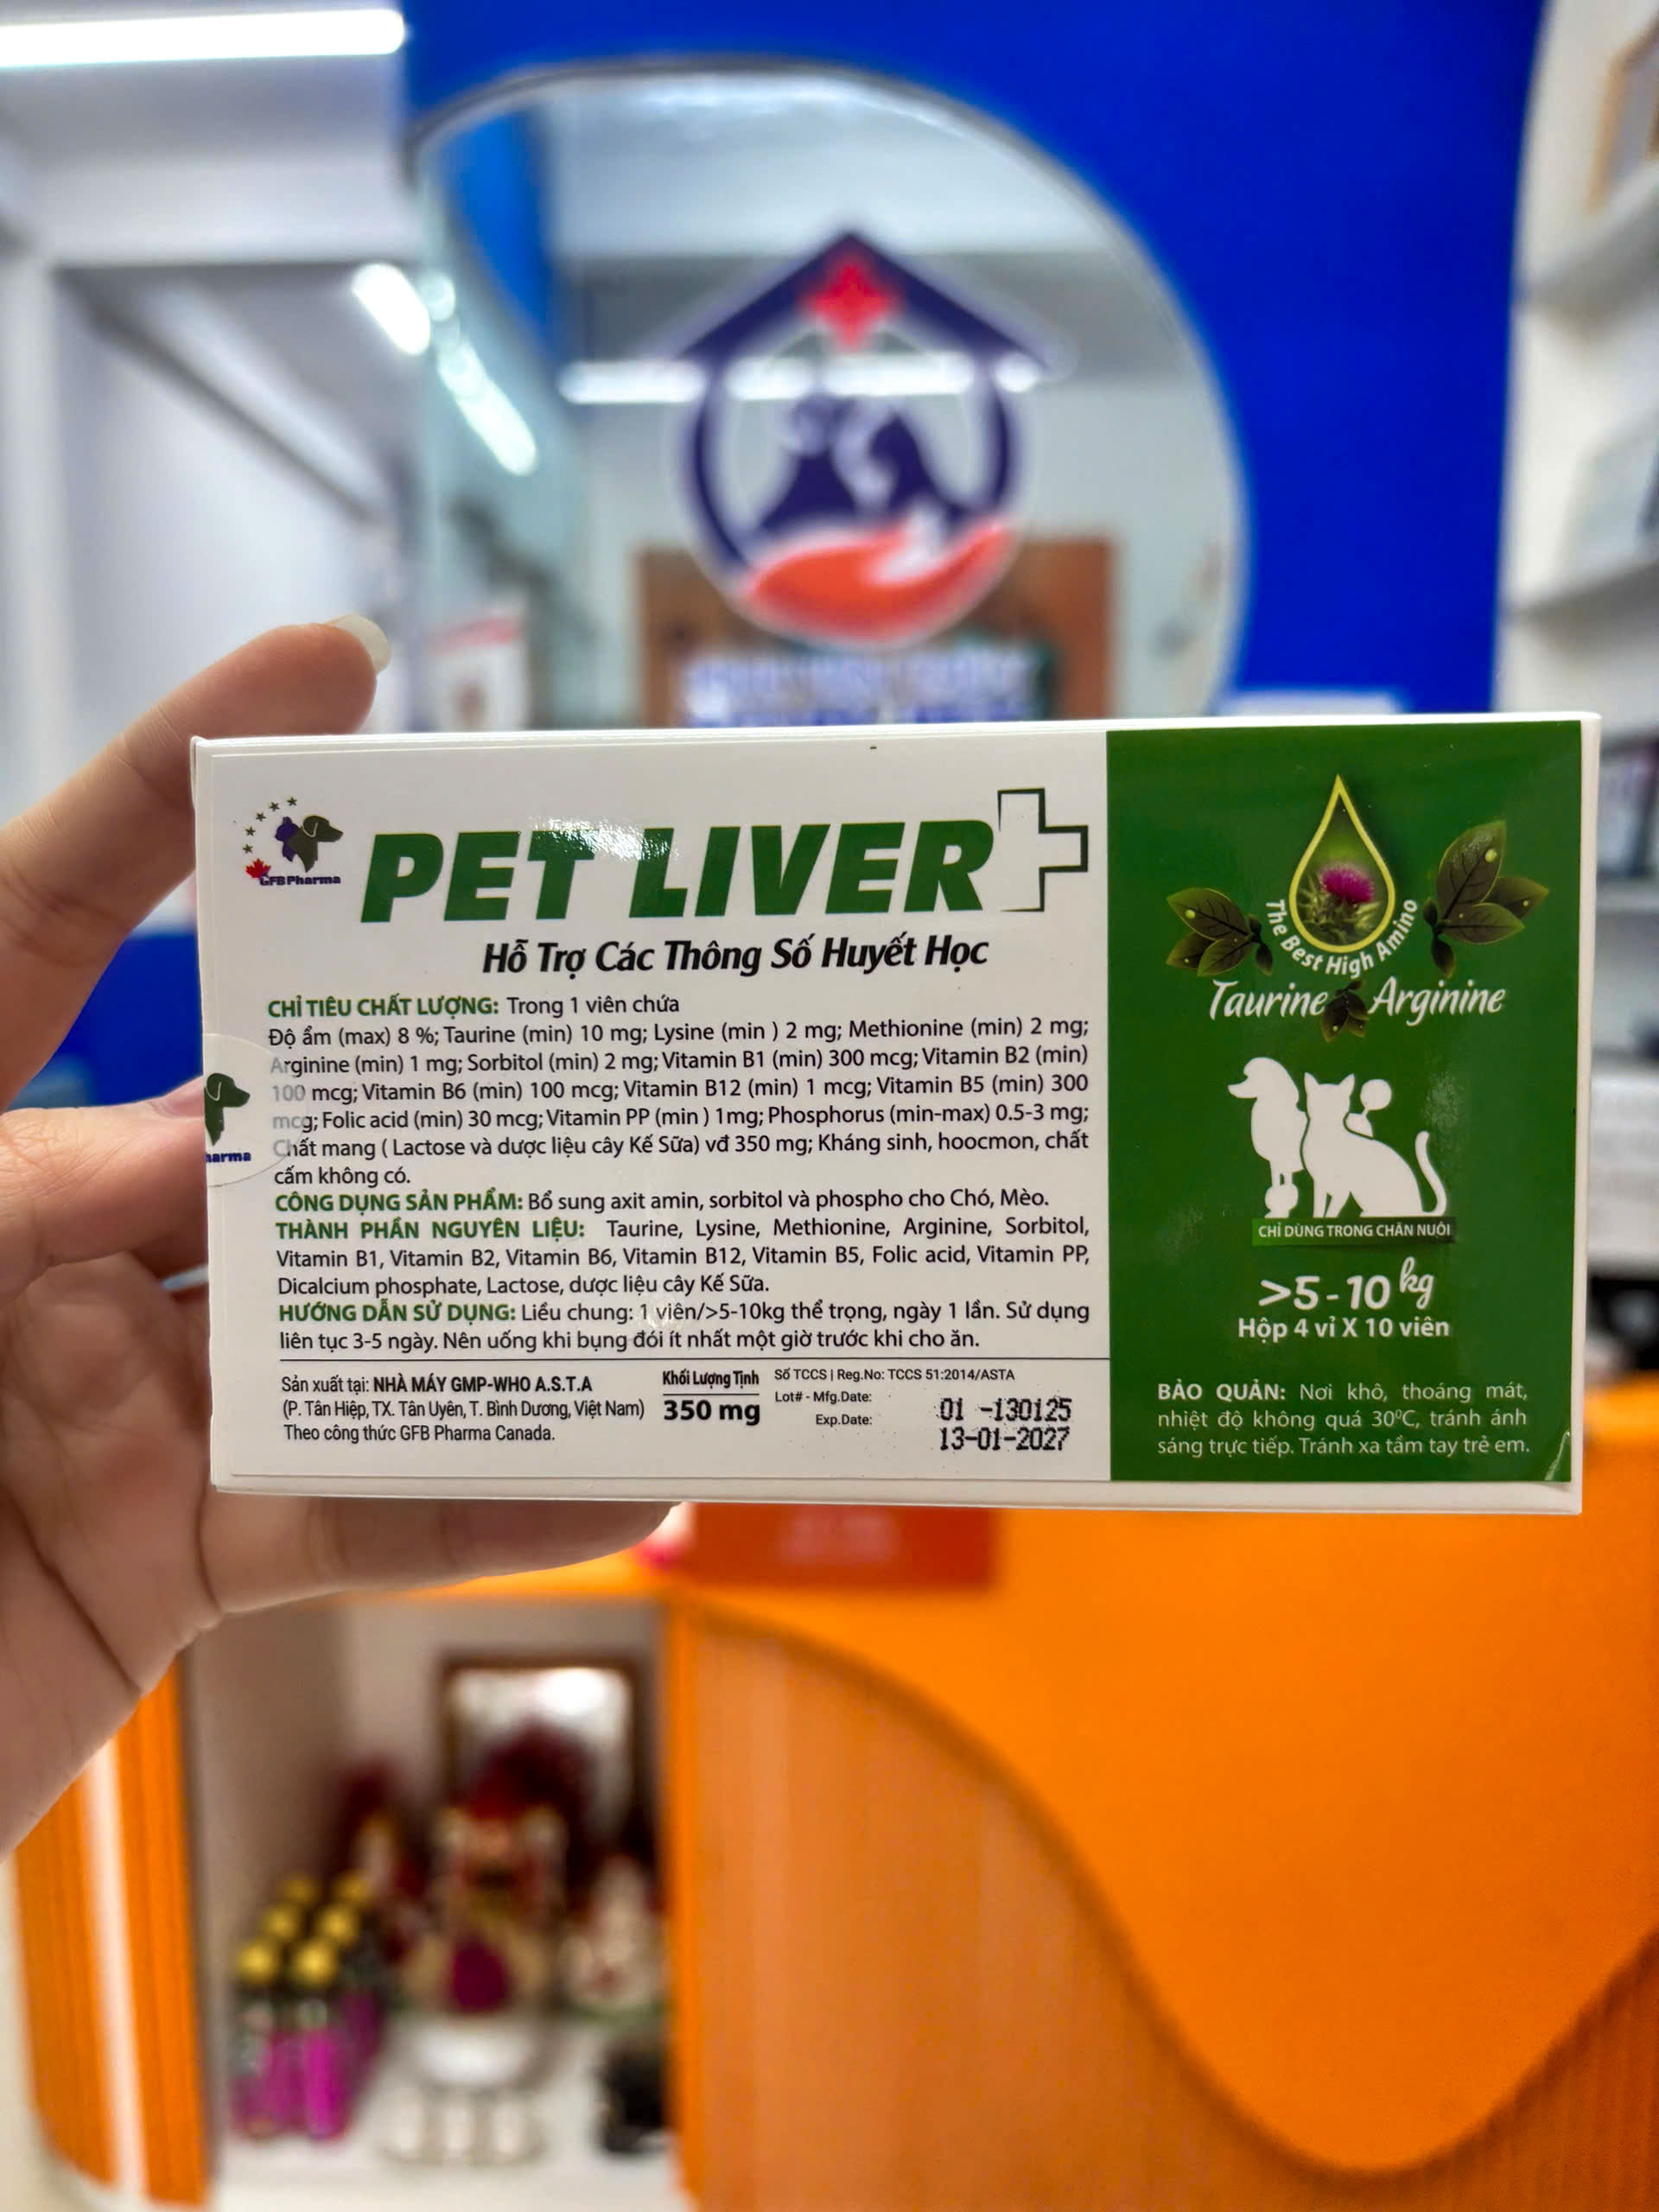 GFB Pharma
PET LIVER
Hỗ Trợ Các Thông Số Huyết Học
CHỈ TIÊU CHẤT LƯỢNG: Trong 1 viên chứa
Độ ẩm (max) 8 %; Taurine (min) 10 mg; Lysine (min ) 2 mg; Methionine (min) 2 mg;
Arginine (min) 1 mg; Sorbitol (min) 2 mg; Vitamin B1 (min) 300 mcg; Vitamin B2 (min)
100 mcg; Vitamin B6 (min) 100 mcg; Vitamin B12 (min) 1 mcg; Vitamin B5 (min) 300
mcg; Folic acid (min) 30 mcg; Vitamin PP (min ) 1mg; Phosphorus (min-max) 0.5-3 mg;
Chất mang ( Lactose và dược liệu cây Kế Sữa) vđ 350 mg; Kháng sinh, hoocmon, chất
cấm không có.
harma
CÔNG DỤNG SẢN PHẨM: Bổ sung axit amin, sorbitol và phospho cho Chó, Mèo.
THÀNH PHẦN NGUYÊN LIỆU: Taurine, Lysine, Methionine, Arginine, Sorbitol,
Vitamin B1, Vitamin B2, Vitamin B6, Vitamin B12, Vitamin B5, Folic acid, Vitamin PP,
Dicalcium phosphate, Lactose, dược liệu cây Kế Sữa.
HƯỚNG DẪN SỬ DỤNG: Liều chung: 1 viên/>5-10kg thể trọng, ngày 1 lần. Sử dụng
liên tục 3-5 ngày. Nên uống khi bụng đói ít nhất một giờ trước khi cho ăn.
Sản xuất tại: NHÀ MÁY GMP-WHO A.S.T.A
(P. Tân Hiệp, TX. Tân Uyên, T. Bình Dương, Việt Nam)
Theo công thức GFB Pharma Canada.
Khối Lượng Tịnh
350 mg
Số TCCS | Reg.No: TCCS 51:2014/ASTA
Lot# - Mfg.Date: 01 -130125
Exp.Date: 13-01-2027
The Best High Amino
Taurine Arginine
CHỈ DÙNG TRONG CHĂN NUÔI
>5-10 kg
Hộp 4 vỉ X 10 viên
BẢO QUẢN: Nơi khô, thoáng mát,
nhiệt độ không quá 30ºC, tránh ánh
sáng trực tiếp. Tránh xa tầm tay trẻ em.